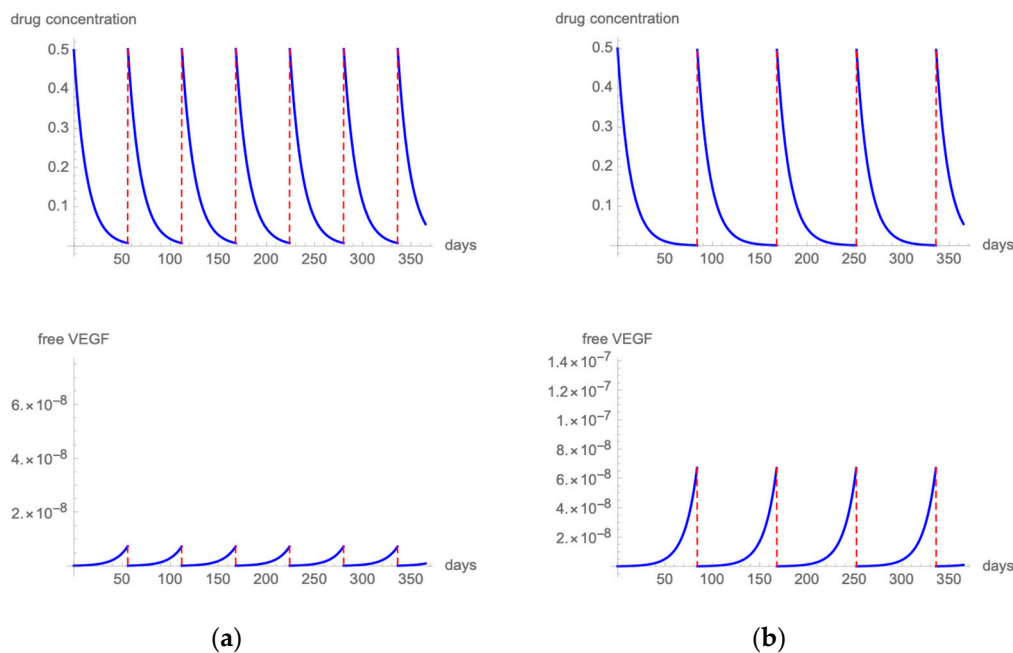 drug concentration
0.5
0.4
0.3
0.2
0.1
50 100 150 200 250 300 350 days
drug concentration
0.5
0.4
0.3
0.2
0.1
50 100 150 200 250 300 350 days
free VEGF
6.×10⁻⁸
4.×10⁻⁸
2.×10⁻⁸
50 100 150 200 250 300 350 days
free VEGF
1.4×10⁻⁷
1.2×10⁻⁷
1.×10⁻⁷
8.×10⁻⁸
6.×10⁻⁸
4.×10⁻⁸
2.×10⁻⁸
50 100 150 200 250 300 350 days
(a)
(b)